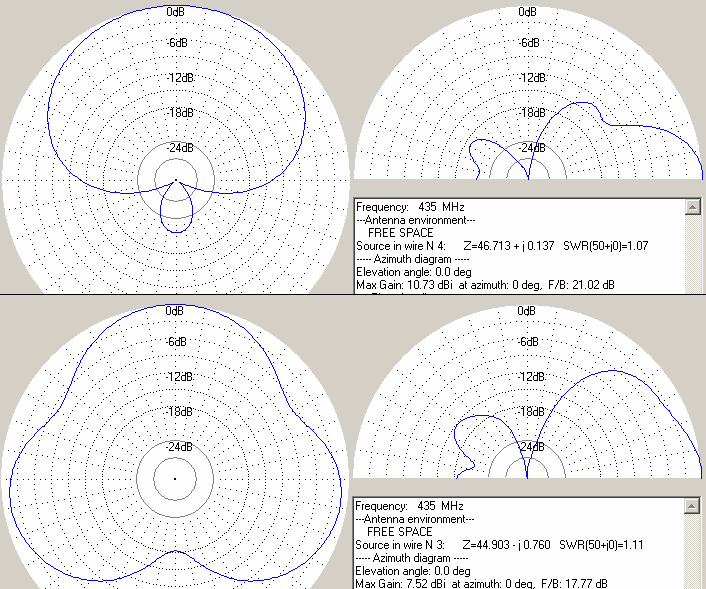 0dB
-6dB
-12dB
-18dB
-24dB
0dB
-6dB
-12dB
-18dB
-24dB
Frequency: 435 MHz
---Antenna environment---
FREE SPACE
Source in wire N 4: Z=46.713 + j 0.137 SWR(50+j0)=1.07
----- Azimuth diagram -----
Elevation angle: 0.0 deg
Max Gain: 10.73 dBi at azimuth: 0 deg, F/B: 21.02 dB
0dB
-6dB
-12dB
-18dB
-24dB
0dB
-6dB
-12dB
-18dB
-24dB
Frequency: 435 MHz
---Antenna environment---
FREE SPACE
Source in wire N 3: Z=44.903 - j 0.760 SWR(50+j0)=1.11
----- Azimuth diagram -----
Elevation angle: 0.0 deg
Max Gain: 7.52 dBi at azimuth: 0 deg, F/B: 17.77 dB